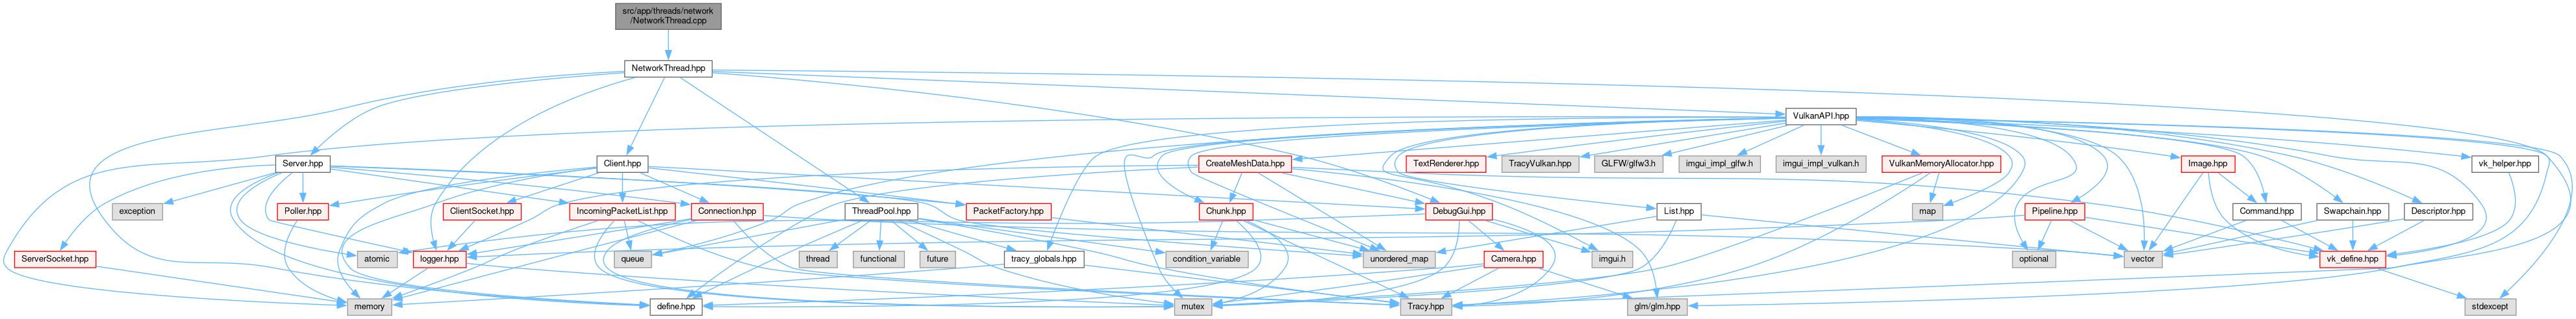 src/app/threads/network
/NetworkThread.cpp
NetworkThread.hpp
VulkanAPI.hpp
Server.hpp
Client.hpp
CreateMeshData.hpp
TextRenderer.hpp
TracyVulkan.hpp
GLFW/glfw3.h
imgui_impl_glfw.h
imgui_impl_vulkan.h
VulkanMemoryAllocator.hpp
Image.hpp
vk_helper.hpp
exception
Poller.hpp
ClientSocket.hpp
IncomingPacketList.hpp
Connection.hpp
ThreadPool.hpp
PacketFactory.hpp
Chunk.hpp
DebugGui.hpp
List.hpp
map
Pipeline.hpp
Command.hpp
Swapchain.hpp
Descriptor.hpp
ServerSocket.hpp
atomic
logger.hpp
queue
thread
functional
future
tracy_globals.hpp
condition_variable
unordered_map
Camera.hpp
imgui.h
optional
vector
vk_define.hpp
memory
define.hpp
mutex
Tracy.hpp
glm/glm.hpp
stdexcept